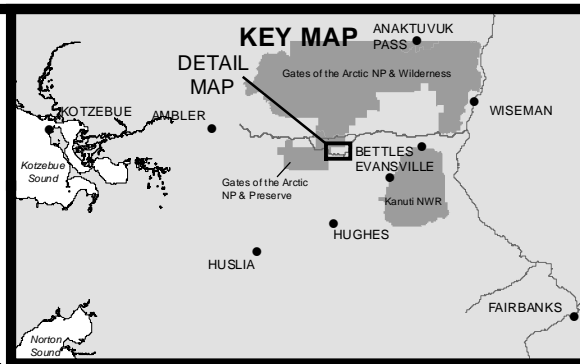 KEY MAP
ANAKTUVUK
PASS
DETAIL
MAP
Gates of the Arctic NP & Wilderness
KOTZEBUE
AMBLER
WISEMAN
Kotzebue
Sound
BETTLES
EVANSVILLE
Gates of the Arctic
NP & Preserve
Kanuti NWR
HUGHES
HUSLIA
FAIRBANKS
Norton
Sound